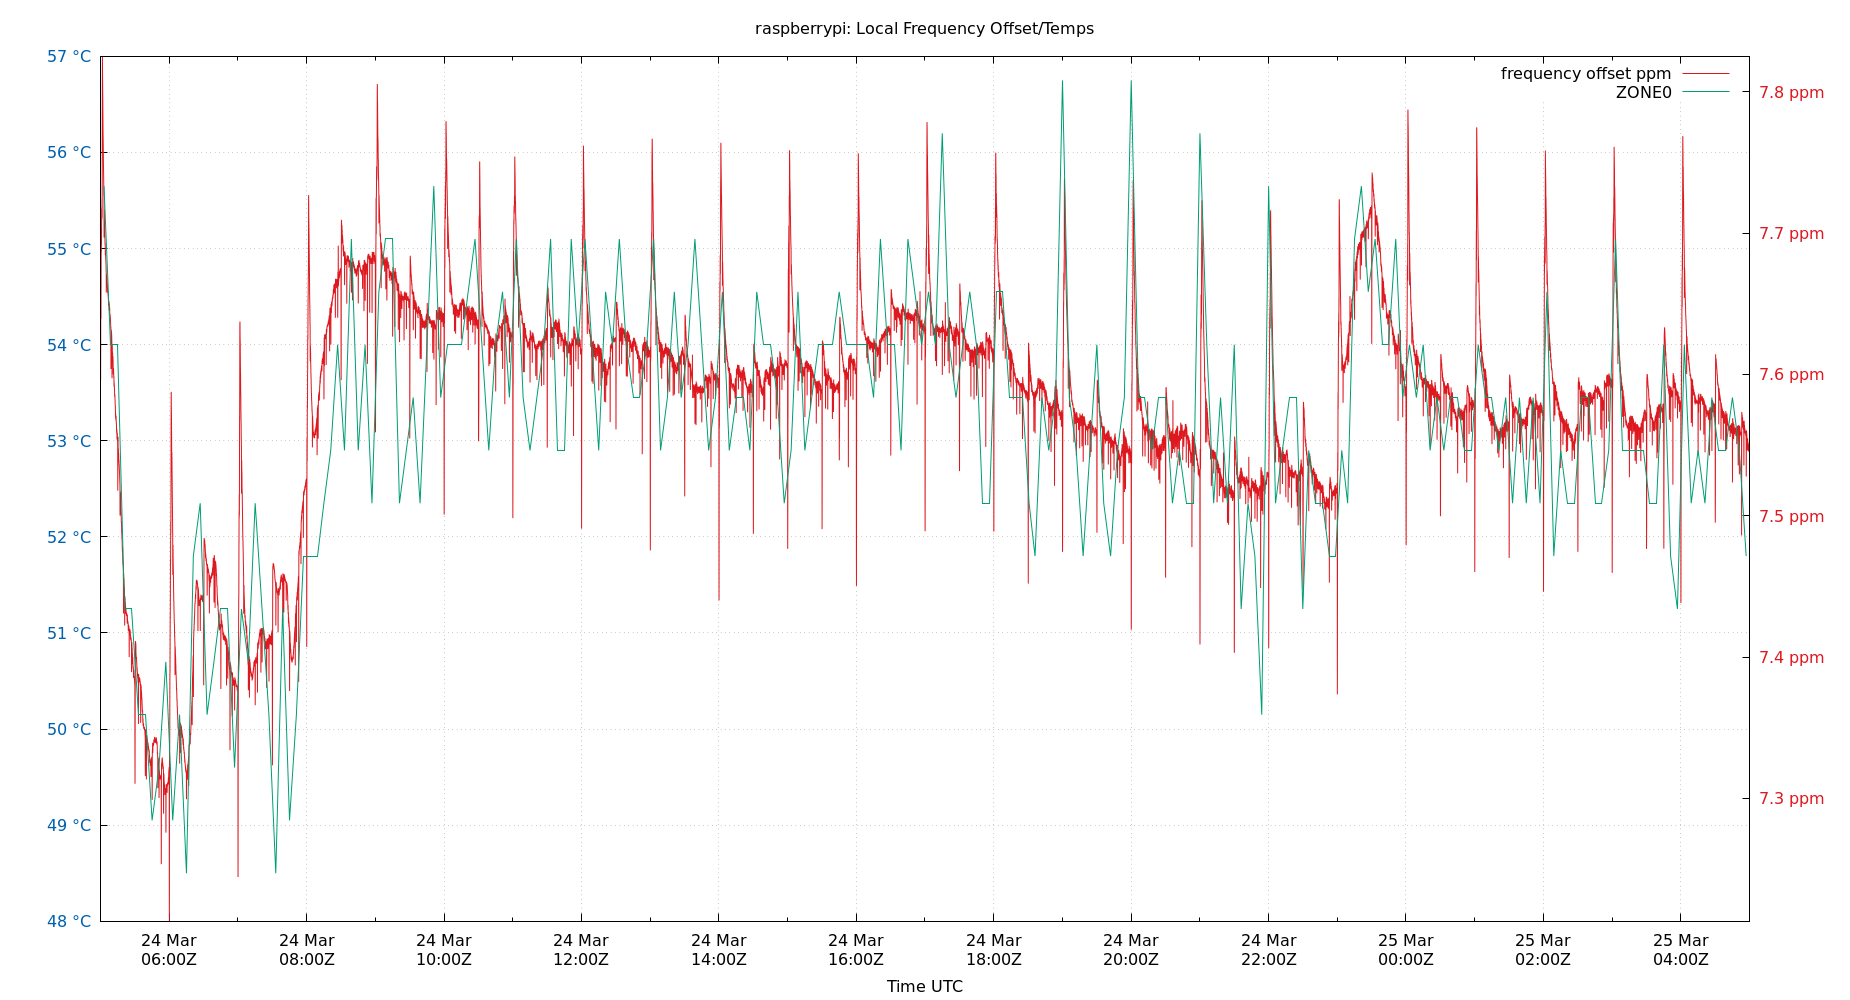 raspberrypi: Local Frequency Offset/Temps
57 °C
56 °C
55 °C
54 °C
53 °C
52 °C
51 °C
50 °C
49 °C
48 °C
frequency offset ppm
ZONE0
7.8 ppm
7.7 ppm
7.6 ppm
7.5 ppm
7.4 ppm
7.3 ppm
24 Mar 24 Mar 24 Mar 24 Mar 24 Mar 24 Mar 24 Mar 24 Mar 24 Mar 25 Mar 25 Mar 25 Mar
06:00Z 08:00Z 10:00Z 12:00Z 14:00Z 16:00Z 18:00Z 20:00Z 22:00Z 00:00Z 02:00Z 04:00Z
Time UTC